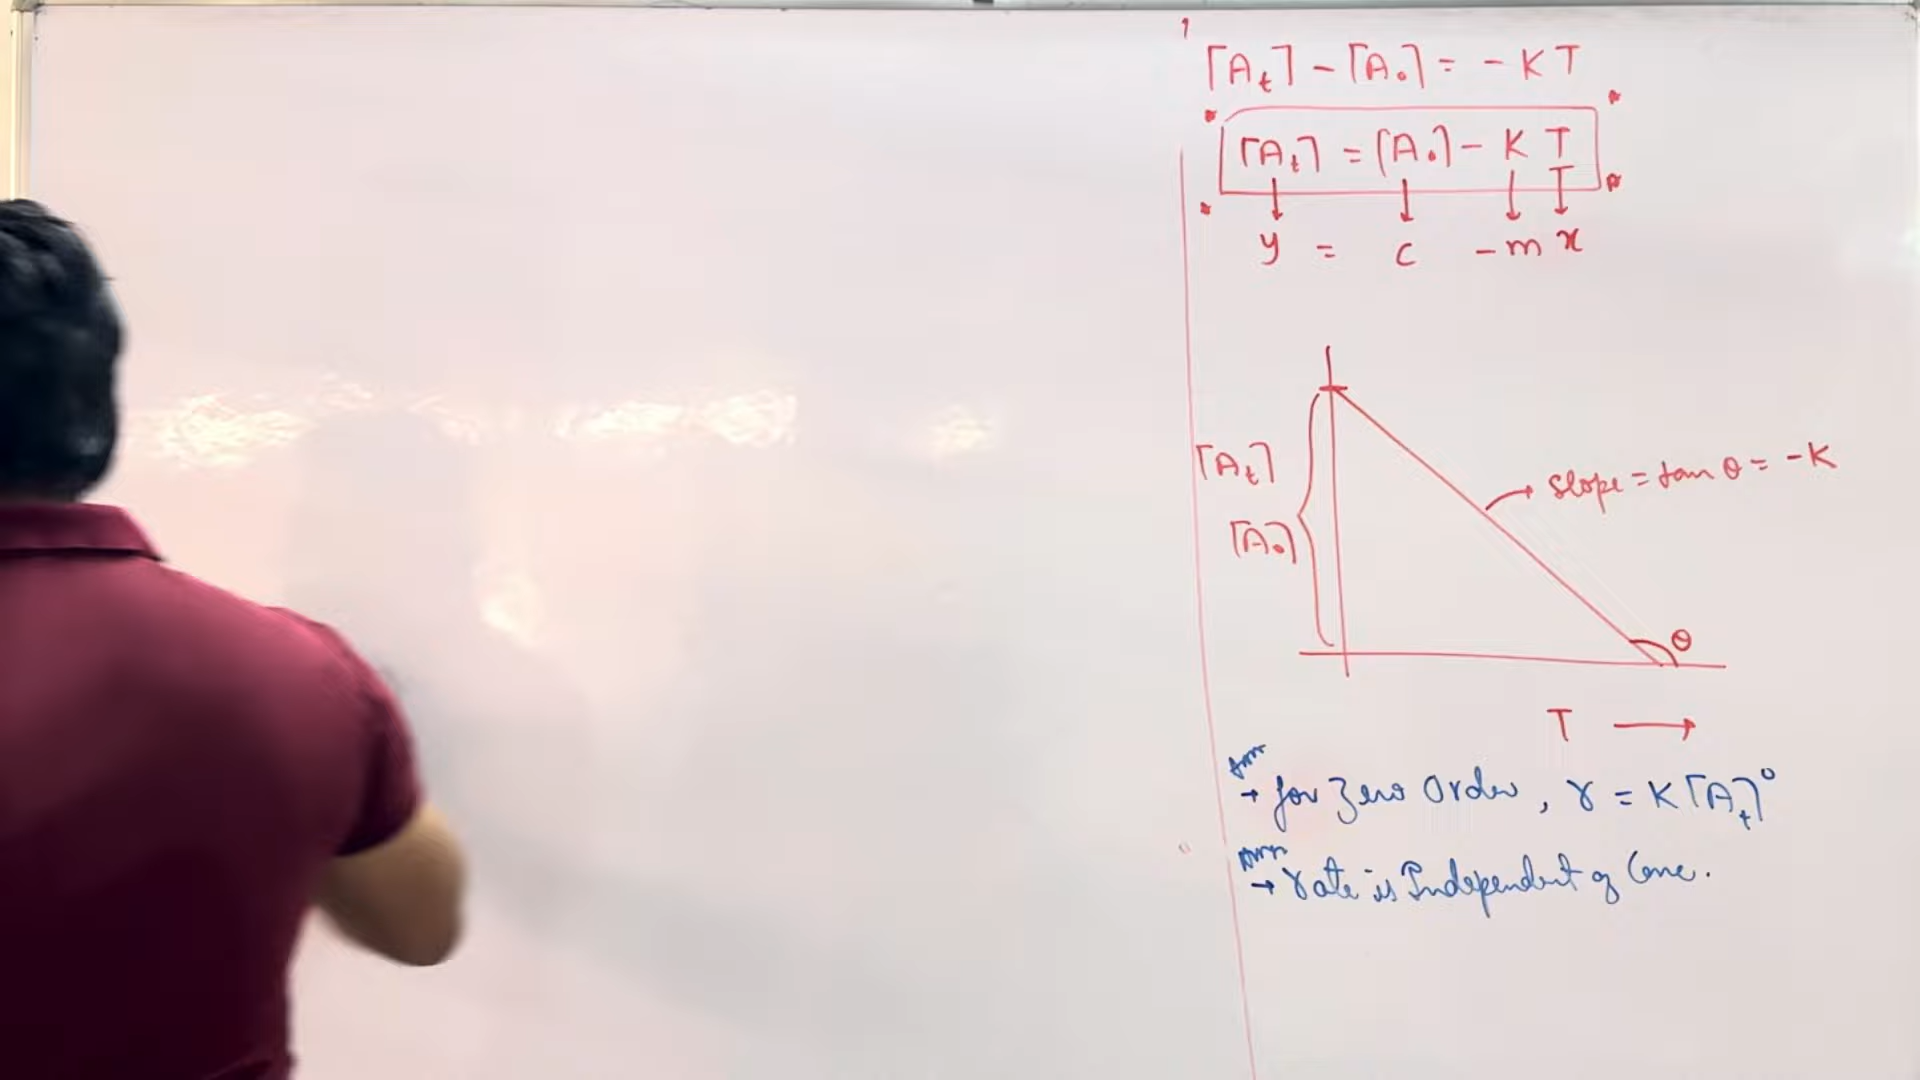 [At] - [A0] = - K T
[At] = [A0] - K T
y = c - m x
[At]
slope = tan θ = -K
[A0]
θ
T →
→ for Zero Order, r = K [At]⁰
→ rate is Independent of Conc.